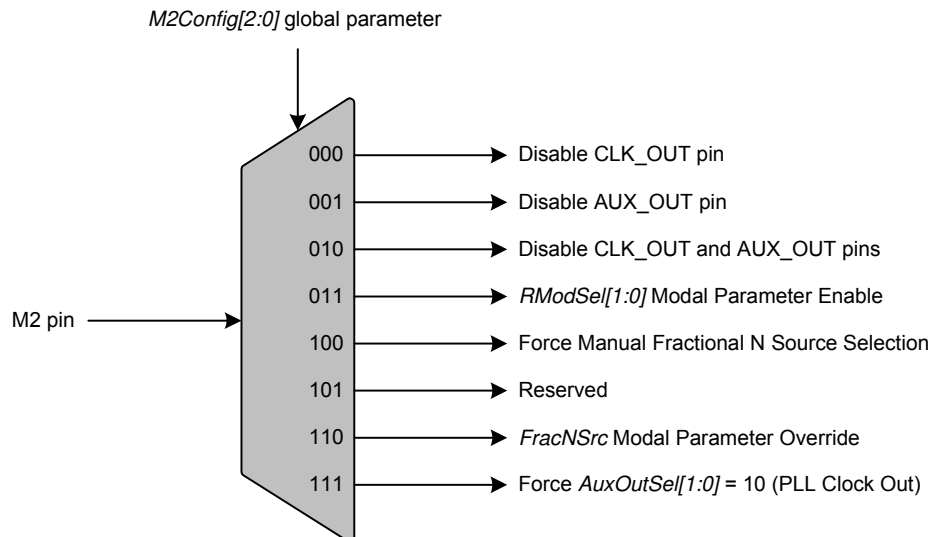 M2Config[2:0] global parameter
000 Disable CLK_OUT pin
001 Disable AUX_OUT pin
010 Disable CLK_OUT and AUX_OUT pins
011 RModSel[1:0] Modal Parameter Enable
M2 pin
100 Force Manual Fractional N Source Selection
101 Reserved
110 FracNSrc Modal Parameter Override
111 Force AuxOutSel[1:0] = 10 (PLL Clock Out)